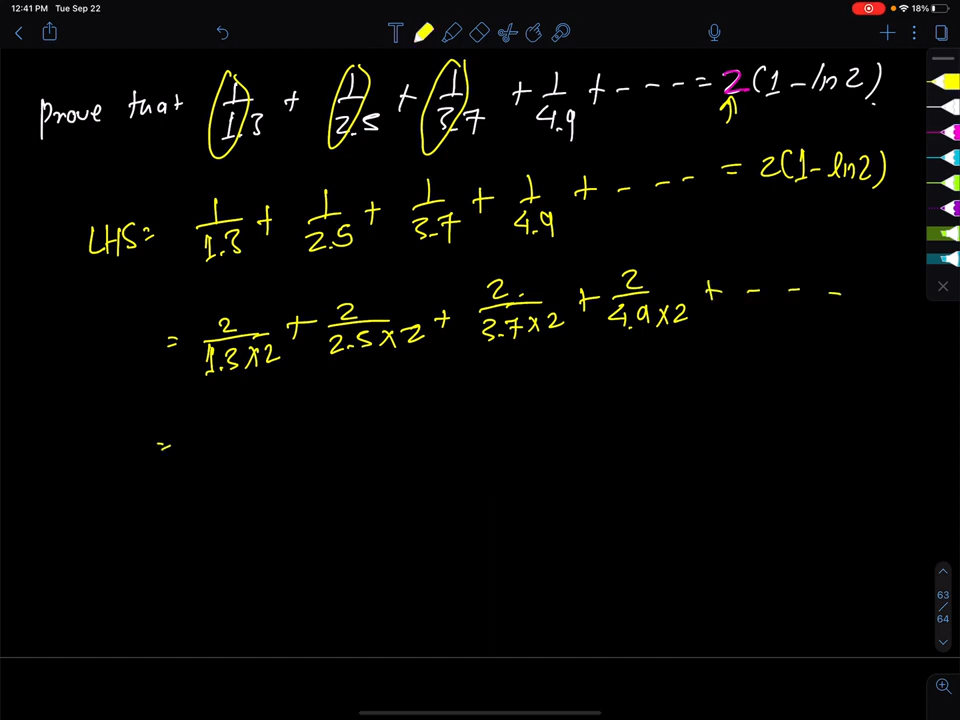 12:41 PM Tue Sep 22
18%
T
Prove that 1/1.3 + 1/2.5 + 1/3.7 + 1/4.9 + - - - - = 2(1 - ln2).
LHS = 1/1.3 + 1/2.5 + 1/3.7 + 1/4.9 + - - - - = 2(1 - ln2)
= 2/1.3×2 + 2/2.5×2 + 2/3.7×2 + 2/4.9×2 + - - -
=
63
/
64